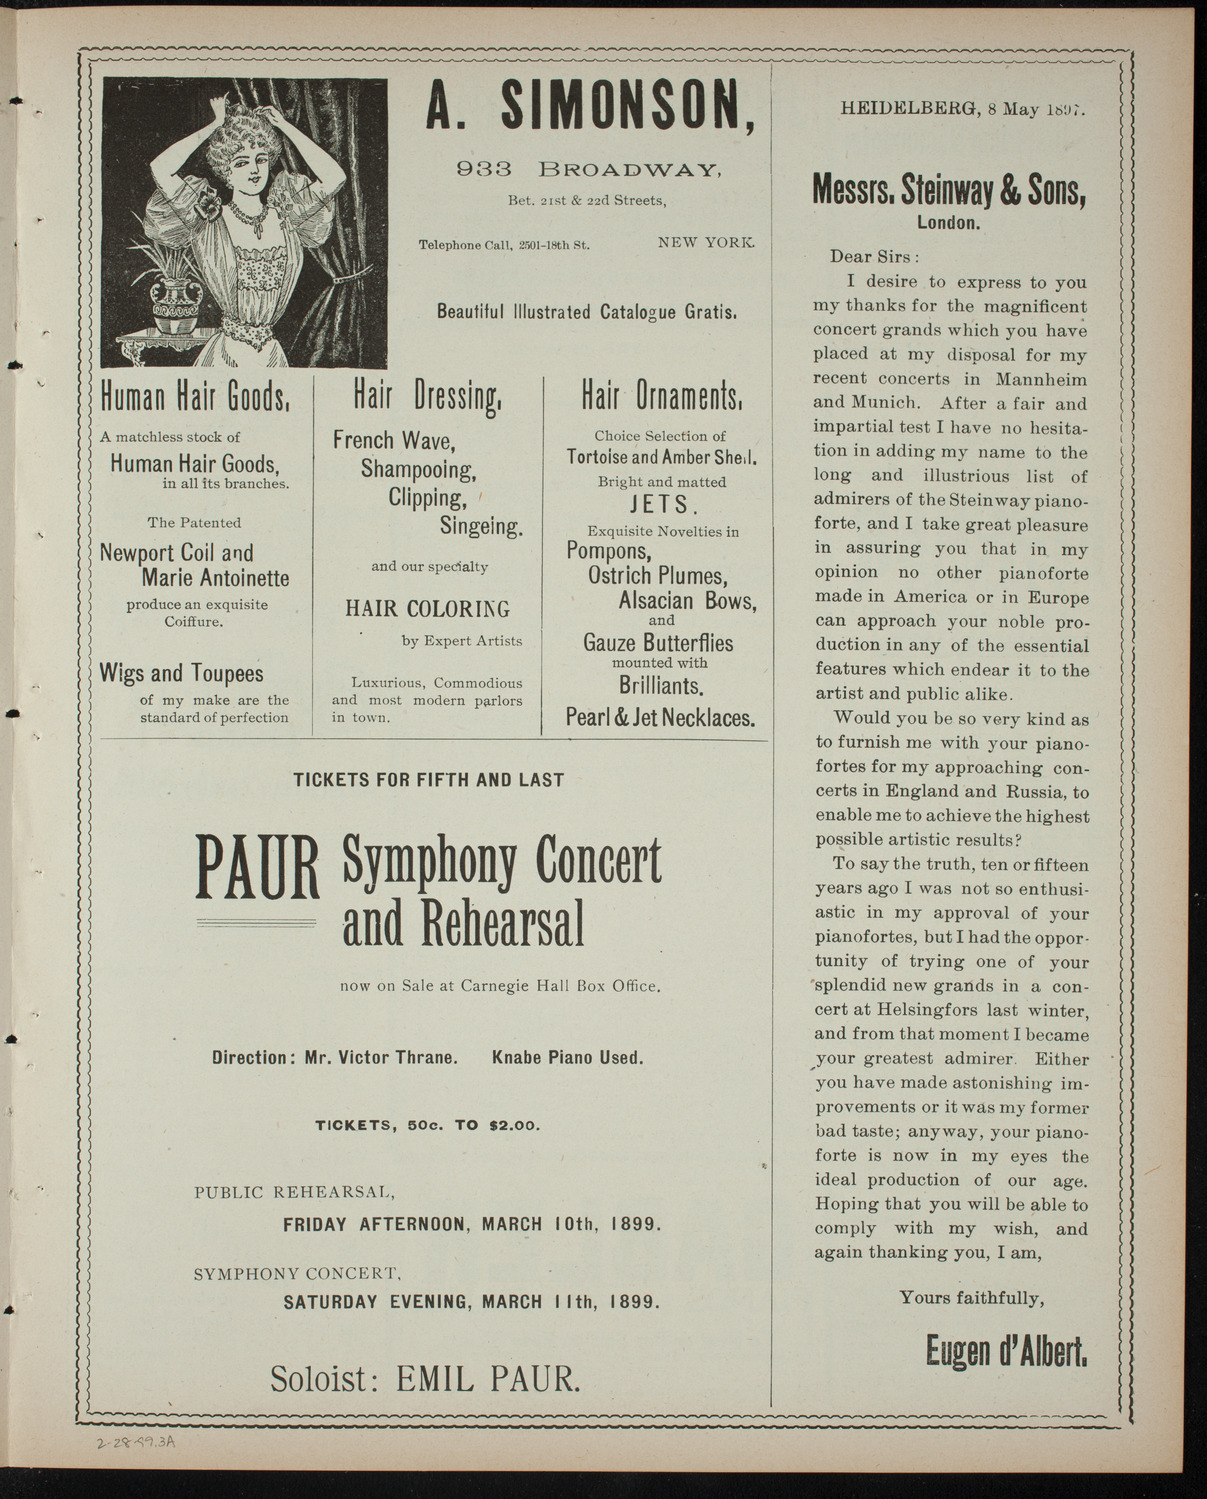 A. SIMONSON,
933 BROADWAY,
Bet. 21st & 22d Streets,
Telephone Call, 2501-18th St. NEW YORK.
Beautiful Illustrated Catalogue Gratis.
Human Hair Goods,
A matchless stock of
Human Hair Goods,
in all its branches.
The Patented
Newport Coil and
Marie Antoinette
produce an exquisite
Coiffure.
Wigs and Toupees
of my make are the
standard of perfection
Hair Dressing,
French Wave,
Shampooing,
Clipping,
Singeing.
and our specialty
HAIR COLORING
by Expert Artists
Luxurious, Commodious
and most modern parlors
in town.
Hair Ornaments,
Choice Selection of
Tortoise and Amber Shell.
Bright and matted
JETS.
Exquisite Novelties in
Pompons,
Ostrich Plumes,
Alsacian Bows,
and
Gauze Butterflies
mounted with
Brilliants.
Pearl & Jet Necklaces.
TICKETS FOR FIFTH AND LAST
PAUR Symphony Concert
and Rehearsal
now on Sale at Carnegie Hall Box Office.
Direction: Mr. Victor Thrane. Knabe Piano Used.
TICKETS, 50c. TO $2.00.
PUBLIC REHEARSAL,
FRIDAY AFTERNOON, MARCH 10th, 1899.
SYMPHONY CONCERT,
SATURDAY EVENING, MARCH 11th, 1899.
Soloist: EMIL PAUR.
HEIDELBERG, 8 May 1897.
Messrs. Steinway & Sons,
London.
Dear Sirs:
I desire to express to you
my thanks for the magnificent
concert grands which you have
placed at my disposal for my
recent concerts in Mannheim
and Munich. After a fair and
impartial test I have no hesita-
tion in adding my name to the
long and illustrious list of
admirers of the Steinway piano-
forte, and I take great pleasure
in assuring you that in my
opinion no other pianoforte
made in America or in Europe
can approach your noble pro-
duction in any of the essential
features which endear it to the
artist and public alike.
Would you be so very kind as
to furnish me with your piano-
fortes for my approaching con-
certs in England and Russia, to
enable me to achieve the highest
possible artistic results?
To say the truth, ten or fifteen
years ago I was not so enthusi-
astic in my approval of your
pianofortes, but I had the oppor-
tunity of trying one of your
splendid new grands in a con-
cert at Helsingfors last winter,
and from that moment I became
your greatest admirer. Either
you have made astonishing im-
provements or it was my former
bad taste; anyway, your piano-
forte is now in my eyes the
ideal production of our age.
Hoping that you will be able to
comply with my wish, and
again thanking you, I am,
Yours faithfully,
Eugen d'Albert.
2-28-99.3A